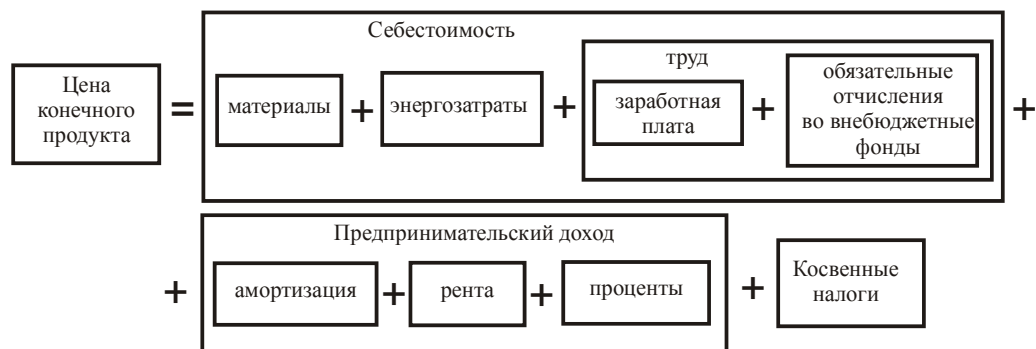 Себестоимость
Цена
конечного
продукта
=
материалы
+
энергозатраты
+
труд
заработная
плата
+
обязательные
отчисления
во внебюджетные
фонды
+
+
Предпринимательский доход
амортизация
+
рента
+
проценты
+
Косвенные
налоги